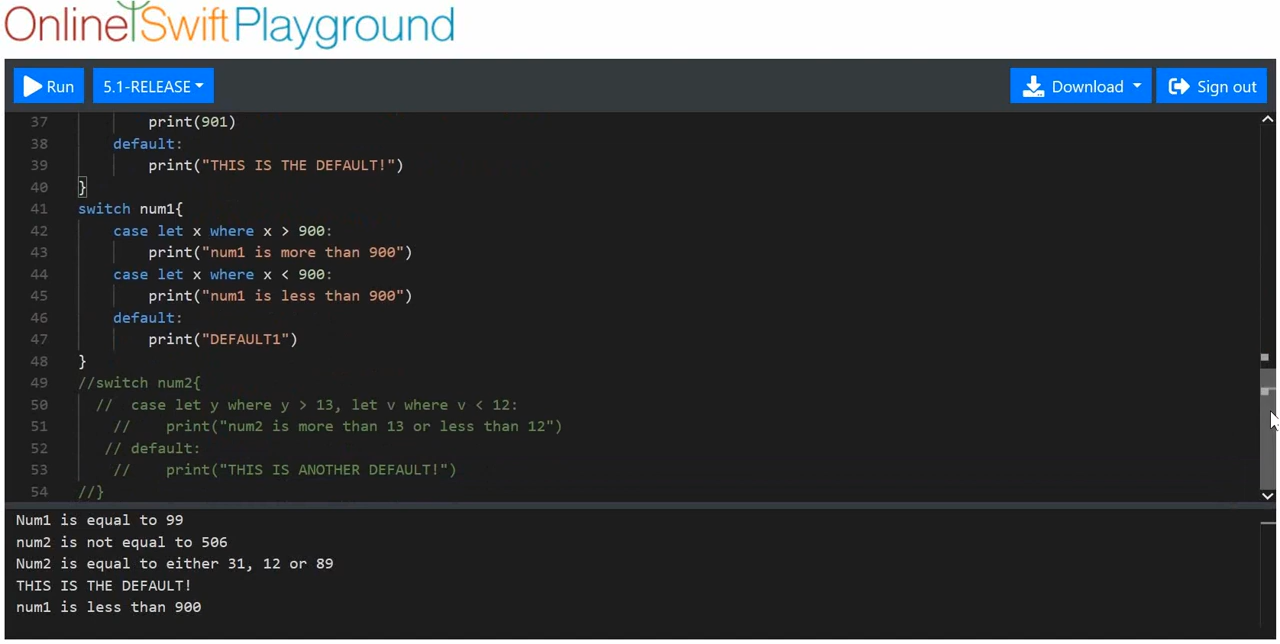 OnlineSwiftPlayground
Run 5.1-RELEASE Download Sign out
37 print(901)
38 default:
39 print("THIS IS THE DEFAULT!")
40 }
41 switch num1{
42 case let x where x > 900:
43 print("num1 is more than 900")
44 case let x where x < 900:
45 print("num1 is less than 900")
46 default:
47 print("DEFAULT1")
48 }
49 //switch num2{
50 // case let y where y > 13, let v where v < 12:
51 // print("num2 is more than 13 or less than 12")
52 // default:
53 // print("THIS IS ANOTHER DEFAULT!")
54 //}
Num1 is equal to 99
num2 is not equal to 506
Num2 is equal to either 31, 12 or 89
THIS IS THE DEFAULT!
num1 is less than 900